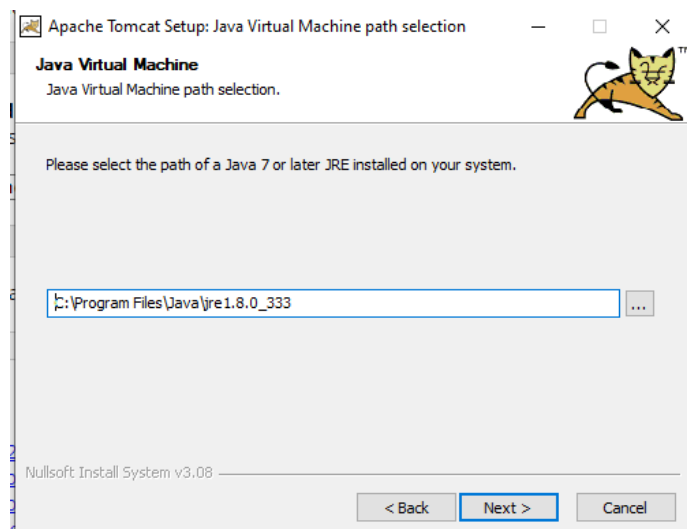 Apache Tomcat Setup: Java Virtual Machine path selection
Java Virtual Machine
Java Virtual Machine path selection.
TM
Please select the path of a Java 7 or later JRE installed on your system.
C:\Program Files\Java\jre1.8.0_333
...
Nullsoft Install System v3.08
< Back
Next >
Cancel